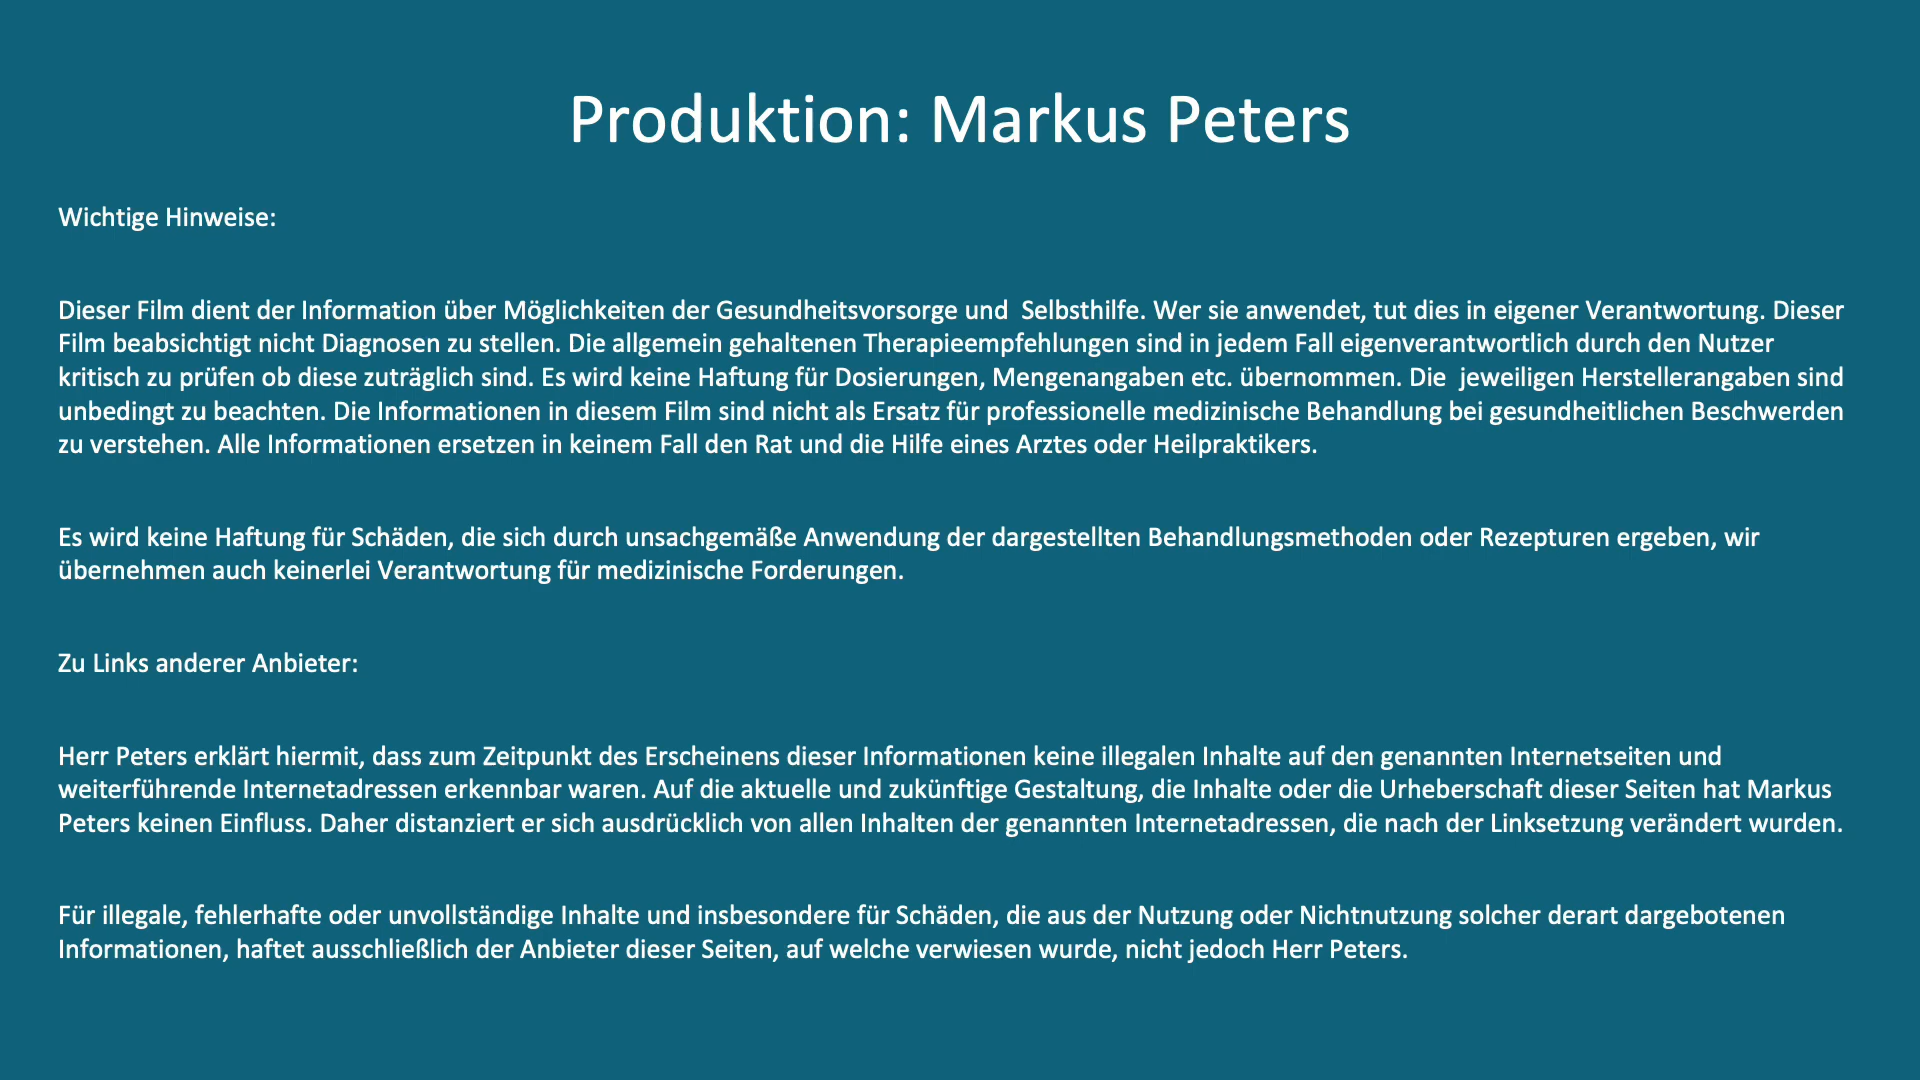 Produktion: Markus Peters
Wichtige Hinweise:
Dieser Film dient der Information über Möglichkeiten der Gesundheitsvorsorge und  Selbsthilfe. Wer sie anwendet, tut dies in eigener Verantwortung. Dieser
Film beabsichtigt nicht Diagnosen zu stellen. Die allgemein gehaltenen Therapieempfehlungen sind in jedem Fall eigenverantwortlich durch den Nutzer
kritisch zu prüfen ob diese zuträglich sind. Es wird keine Haftung für Dosierungen, Mengenangaben etc. übernommen. Die  jeweiligen Herstellerangaben sind
unbedingt zu beachten. Die Informationen in diesem Film sind nicht als Ersatz für professionelle medizinische Behandlung bei gesundheitlichen Beschwerden
zu verstehen. Alle Informationen ersetzen in keinem Fall den Rat und die Hilfe eines Arztes oder Heilpraktikers.
Es wird keine Haftung für Schäden, die sich durch unsachgemäße Anwendung der dargestellten Behandlungsmethoden oder Rezepturen ergeben, wir
übernehmen auch keinerlei Verantwortung für medizinische Forderungen.
Zu Links anderer Anbieter:
Herr Peters erklärt hiermit, dass zum Zeitpunkt des Erscheinens dieser Informationen keine illegalen Inhalte auf den genannten Internetseiten und
weiterführende Internetadressen erkennbar waren. Auf die aktuelle und zukünftige Gestaltung, die Inhalte oder die Urheberschaft dieser Seiten hat Markus
Peters keinen Einfluss. Daher distanziert er sich ausdrücklich von allen Inhalten der genannten Internetadressen, die nach der Linksetzung verändert wurden.
Für illegale, fehlerhafte oder unvollständige Inhalte und insbesondere für Schäden, die aus der Nutzung oder Nichtnutzung solcher derart dargebotenen
Informationen, haftet ausschließlich der Anbieter dieser Seiten, auf welche verwiesen wurde, nicht jedoch Herr Peters.